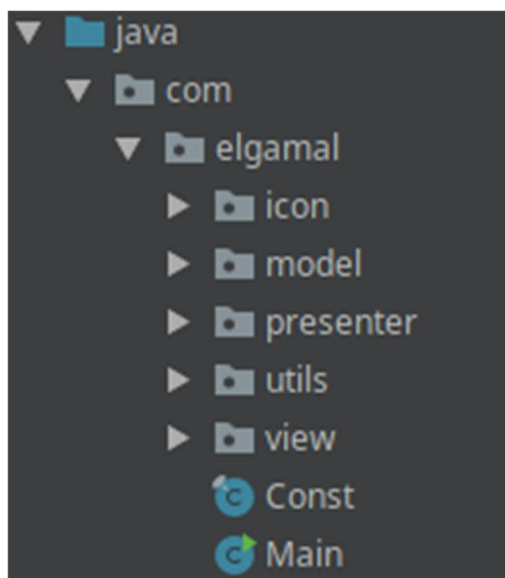 java
com
elgamal
icon
model
presenter
utils
view
Const
Main